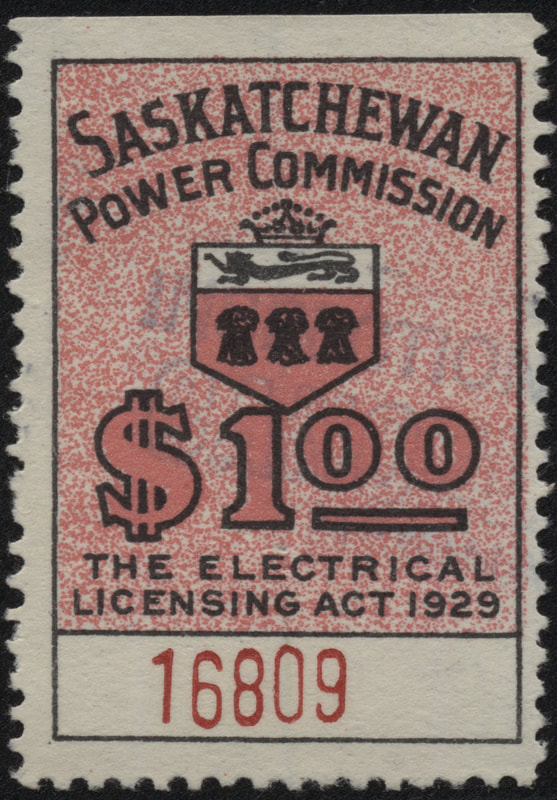 SASKATCHEWAN
POWER COMMISSION
$1.00
THE ELECTRICAL
LICENSING ACT 1929
16809